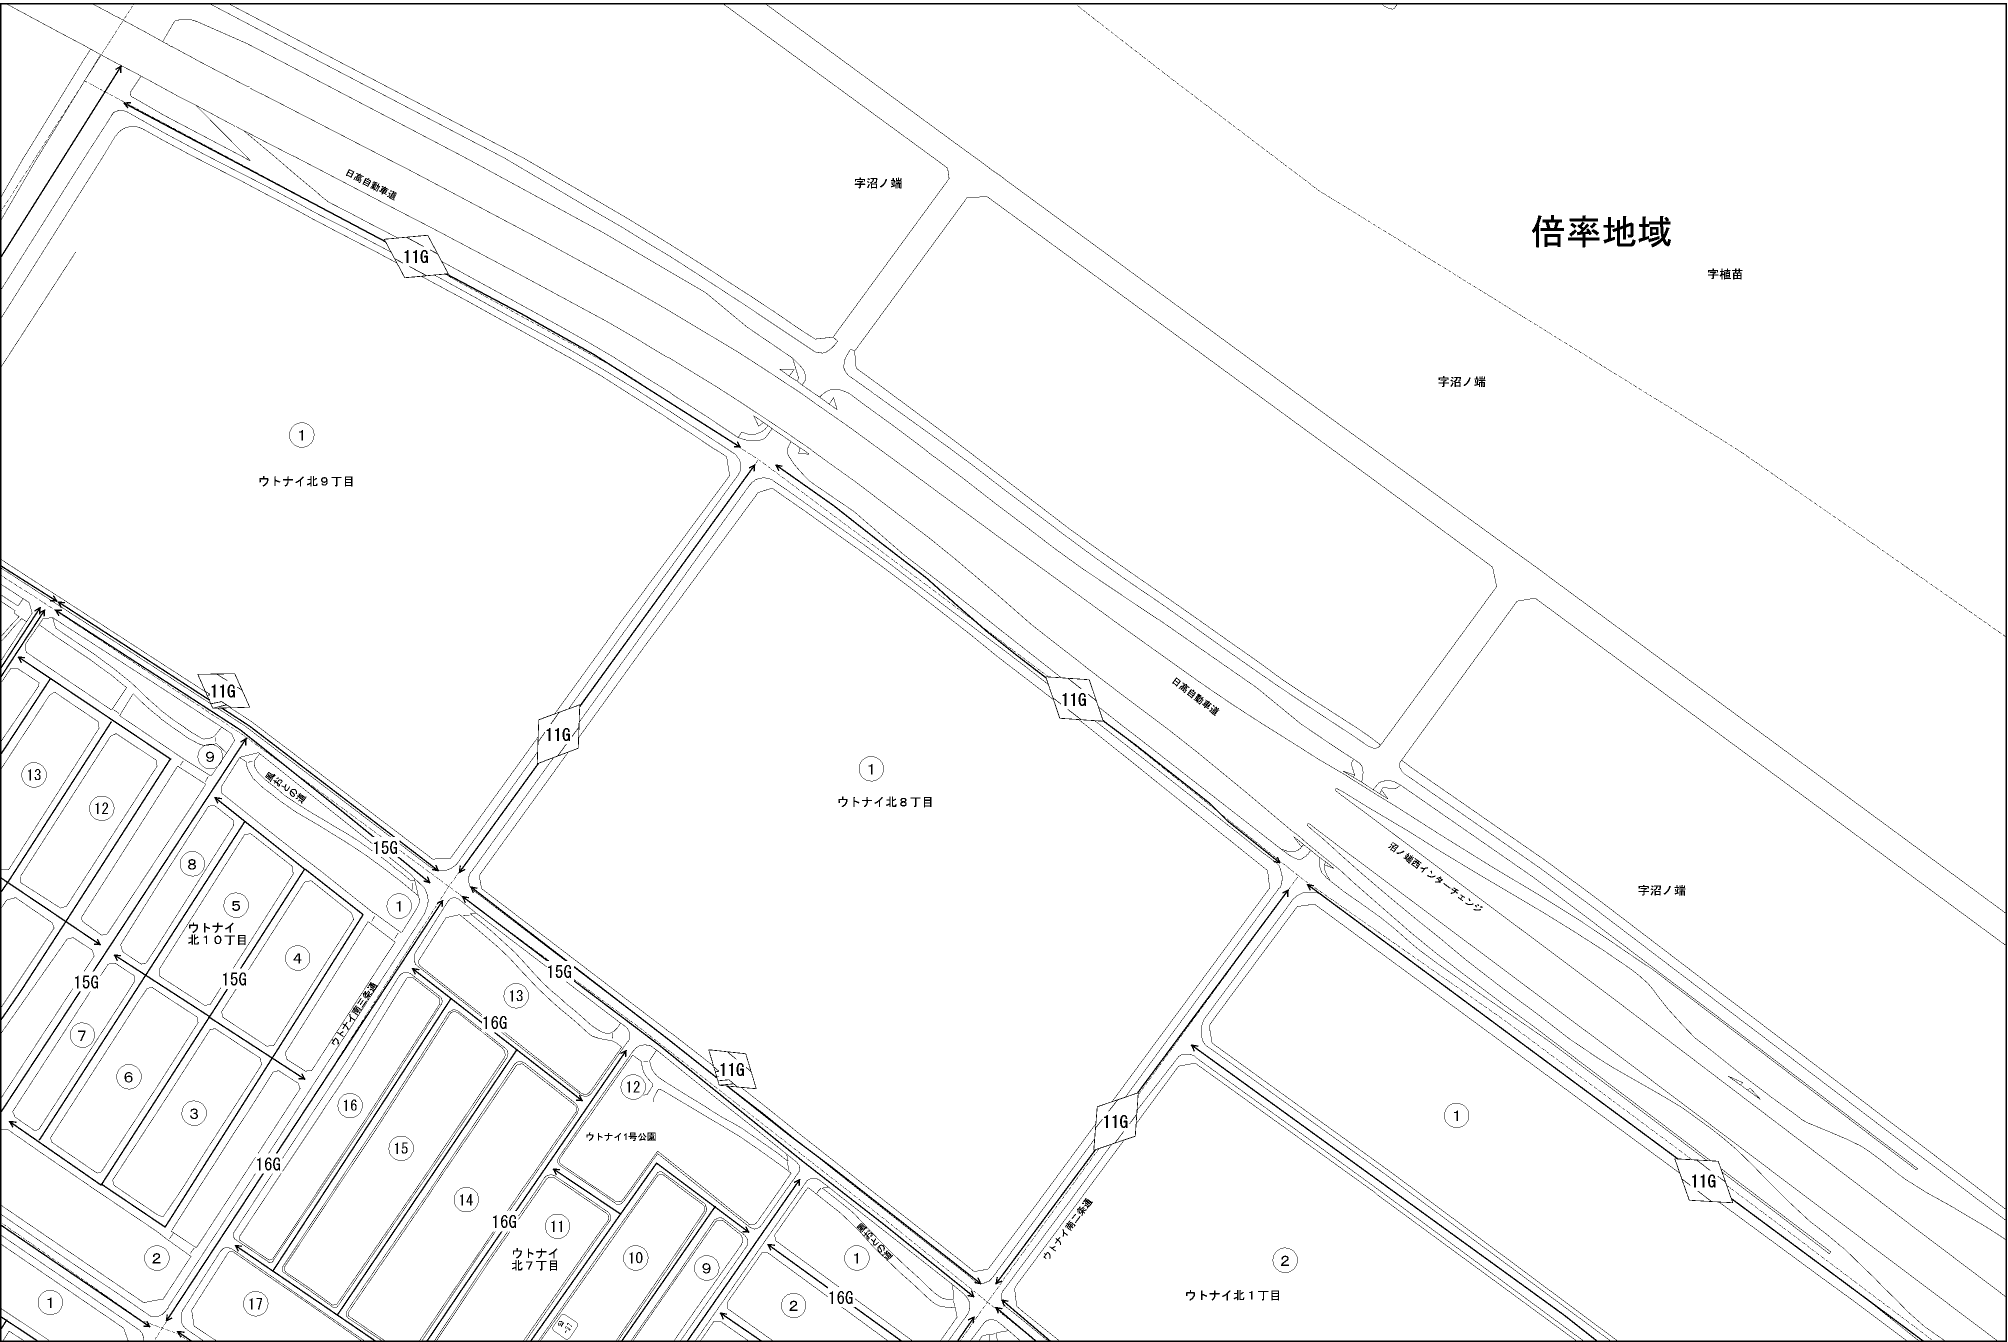 日高自動車道
字沼ノ端
倍率地域
字植苗
11G
字沼ノ端
1
ウトナイ北9丁目
11G
11G
11G
日高自動車道
1
ウトナイ北8丁目
沼ノ端西インターチェンジ
字沼ノ端
9
13
12
8
15G
5
1
ウトナイ
北10丁目
4
15G
15G
15G
13
16G
ウトナイ南三条通
7
6
3
16
12
11G
11G
1
ウトナイ1号公園
15
16G
14
16G
11
ウトナイ
北7丁目
10
9
1
ウトナイ南二条通
11G
2
ウトナイ北1丁目
2
1
17
2
16G